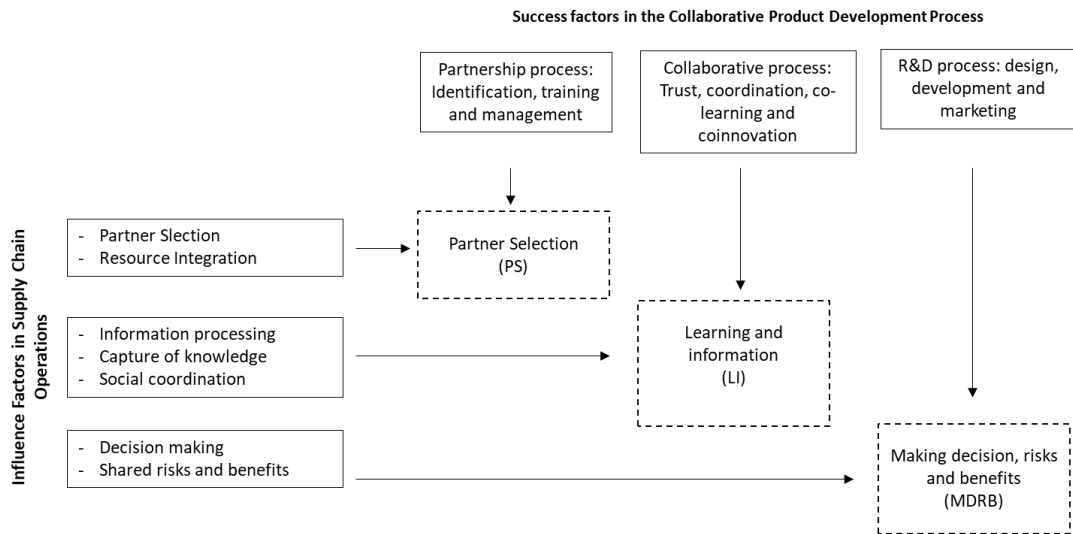 Success factors in the Collaborative Product Development Process
Partnership process:
Identification, training
and management
Collaborative process:
Trust, coordination, co-
learning and
coinnovation
R&D process: design,
development and
marketing
Influence Factors in Supply Chain
Operations
- Partner Slection
- Resource Integration
Partner Selection
(PS)
- Information processing
- Capture of knowledge
- Social coordination
Learning and
information
(LI)
- Decision making
- Shared risks and benefits
Making decision, risks
and benefits
(MDRB)